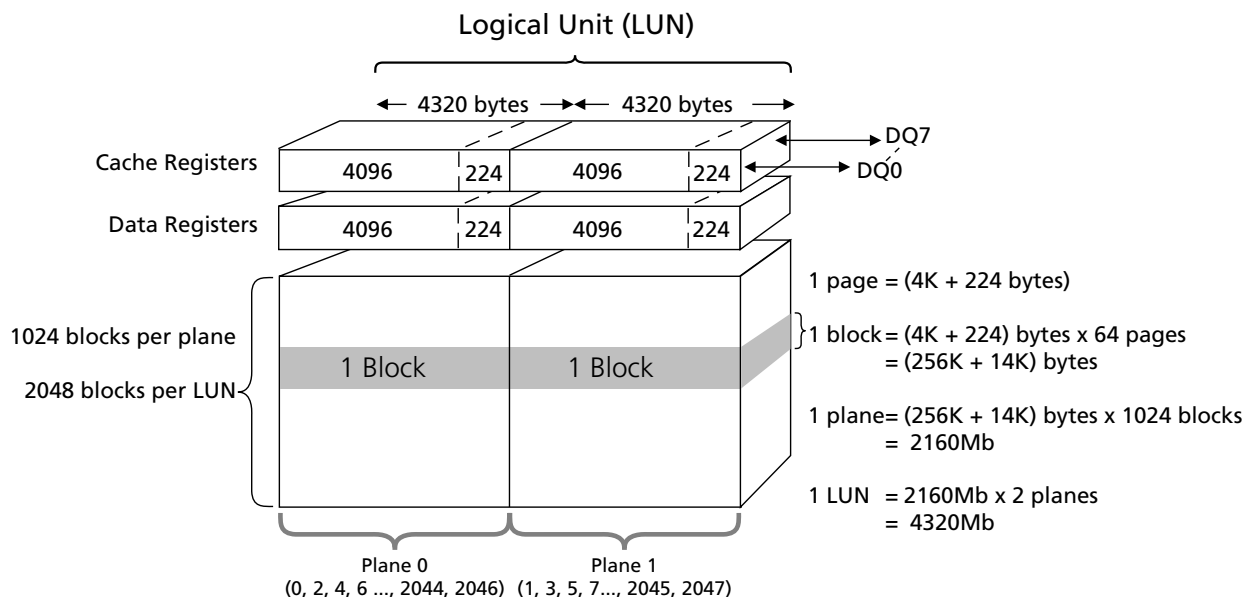 Logical Unit (LUN)
4320 bytes 4320 bytes
DQ7
DQ0
Cache Registers 4096 224 4096 224
Data Registers 4096 224 4096 224
1024 blocks per plane
2048 blocks per LUN
1 Block 1 Block
1 page = (4K + 224 bytes)
1 block = (4K + 224) bytes x 64 pages
= (256K + 14K) bytes
1 plane = (256K + 14K) bytes x 1024 blocks
= 2160Mb
1 LUN = 2160Mb x 2 planes
= 4320Mb
Plane 0
(0, 2, 4, 6 ..., 2044, 2046)
Plane 1
(1, 3, 5, 7..., 2045, 2047)